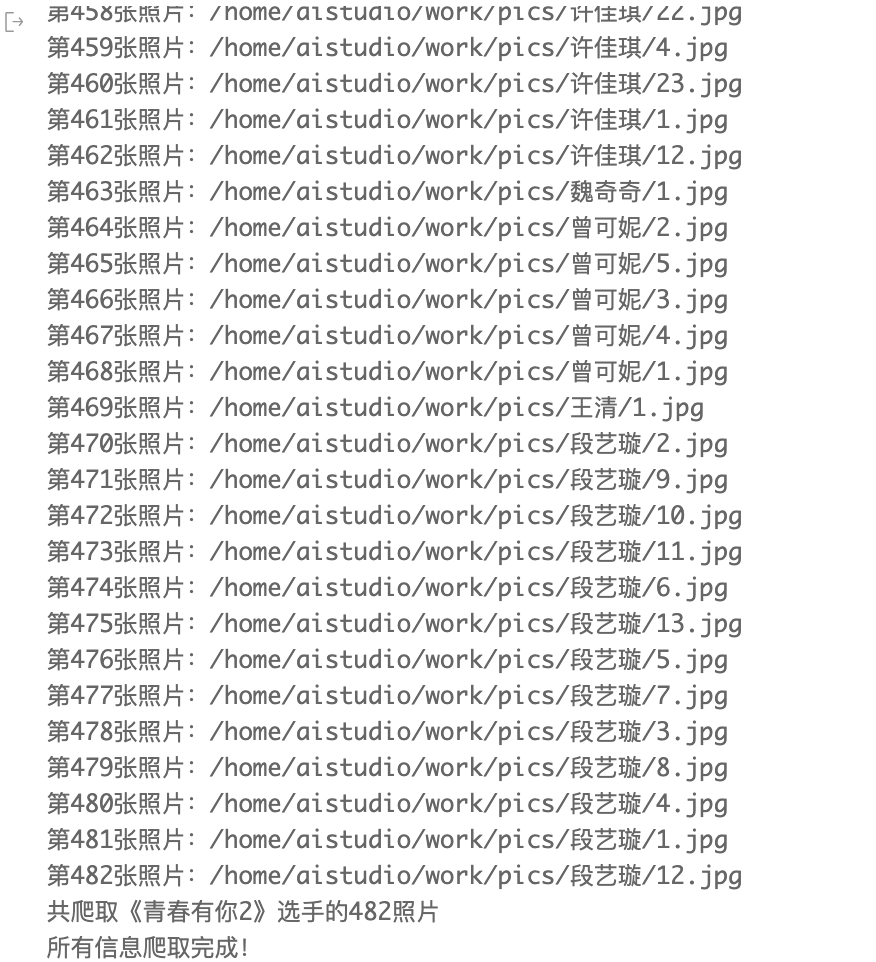 第458张照片: /home/aistudio/work/pics/许佳琪/22.jpg
第459张照片: /home/aistudio/work/pics/许佳琪/4.jpg
第460张照片: /home/aistudio/work/pics/许佳琪/23.jpg
第461张照片: /home/aistudio/work/pics/许佳琪/1.jpg
第462张照片: /home/aistudio/work/pics/许佳琪/12.jpg
第463张照片: /home/aistudio/work/pics/魏奇奇/1.jpg
第464张照片: /home/aistudio/work/pics/曾可妮/2.jpg
第465张照片: /home/aistudio/work/pics/曾可妮/5.jpg
第466张照片: /home/aistudio/work/pics/曾可妮/3.jpg
第467张照片: /home/aistudio/work/pics/曾可妮/4.jpg
第468张照片: /home/aistudio/work/pics/曾可妮/1.jpg
第469张照片: /home/aistudio/work/pics/王清/1.jpg
第470张照片: /home/aistudio/work/pics/段艺璇/2.jpg
第471张照片: /home/aistudio/work/pics/段艺璇/9.jpg
第472张照片: /home/aistudio/work/pics/段艺璇/10.jpg
第473张照片: /home/aistudio/work/pics/段艺璇/11.jpg
第474张照片: /home/aistudio/work/pics/段艺璇/6.jpg
第475张照片: /home/aistudio/work/pics/段艺璇/13.jpg
第476张照片: /home/aistudio/work/pics/段艺璇/5.jpg
第477张照片: /home/aistudio/work/pics/段艺璇/7.jpg
第478张照片: /home/aistudio/work/pics/段艺璇/3.jpg
第479张照片: /home/aistudio/work/pics/段艺璇/8.jpg
第480张照片: /home/aistudio/work/pics/段艺璇/4.jpg
第481张照片: /home/aistudio/work/pics/段艺璇/1.jpg
第482张照片: /home/aistudio/work/pics/段艺璇/12.jpg
共爬取《青春有你2》选手的482照片
所有信息爬取完成!